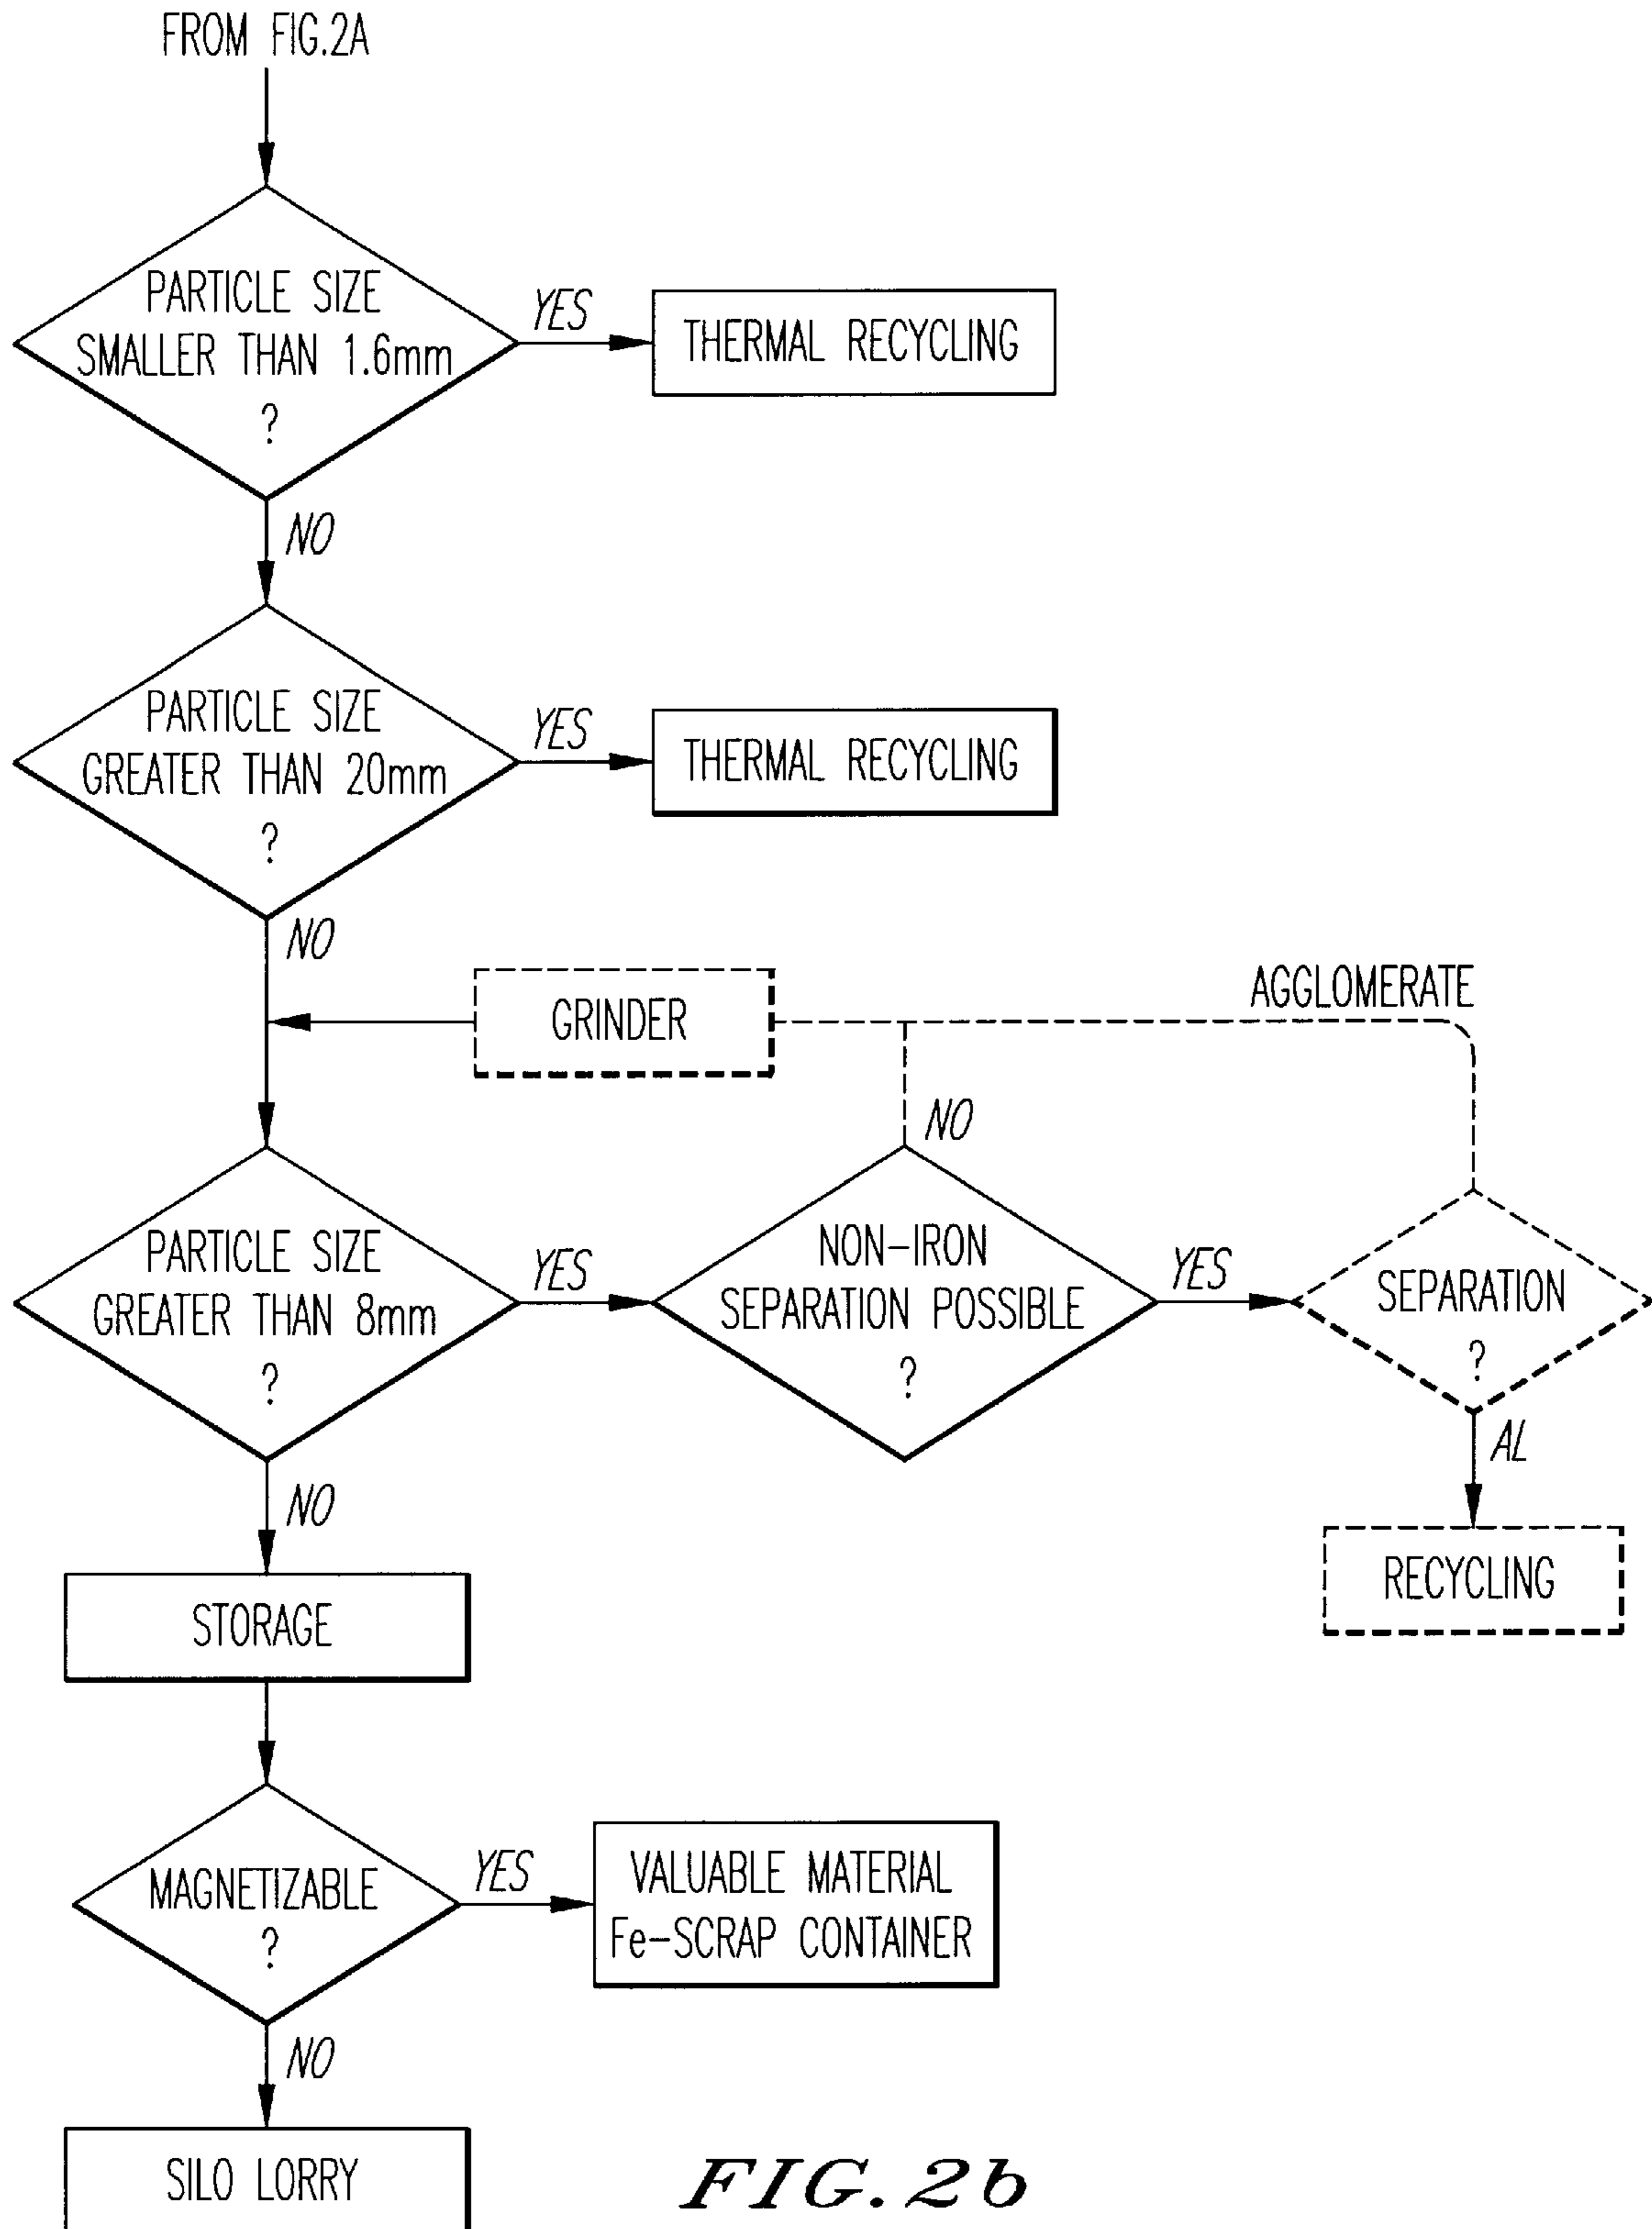 FROM FIG.2A
PARTICLE SIZE
SMALLER THAN 1.6mm
?
YES
THERMAL RECYCLING
NO
PARTICLE SIZE
GREATER THAN 20mm
?
YES
THERMAL RECYCLING
NO
GRINDER
AGGLOMERATE
NO
PARTICLE SIZE
GREATER THAN 8mm
?
YES
NON-IRON
SEPARATION POSSIBLE
?
YES
SEPARATION
?
AL
RECYCLING
NO
STORAGE
MAGNETIZABLE
?
YES
VALUABLE MATERIAL
Fe-SCRAP CONTAINER
NO
SILO LORRY
FIG. 2b